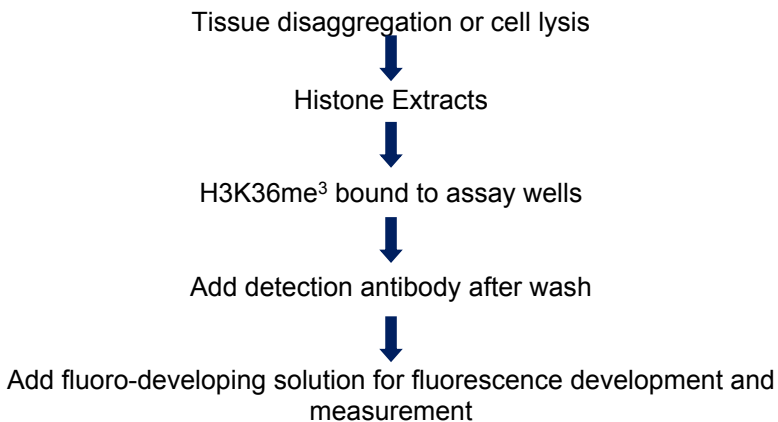 Tissue disaggregation or cell lysis
Histone Extracts
H3K36me³ bound to assay wells
Add detection antibody after wash
Add fluoro-developing solution for fluorescence development and
measurement